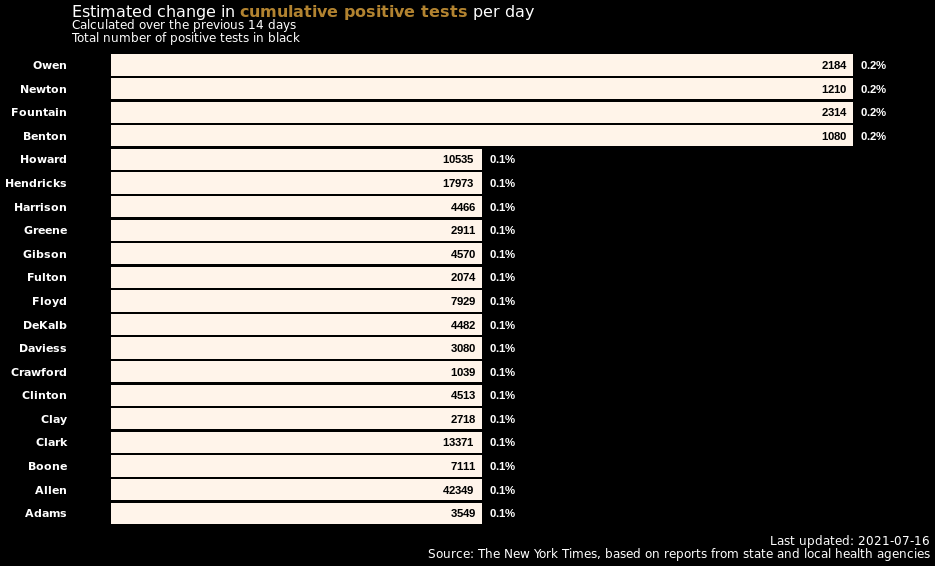 Estimated change in cumulative positive tests per day
Calculated over the previous 14 days
Total number of positive tests in black
Owen 2184 0.2%
Newton 1210 0.2%
Fountain 2314 0.2%
Benton 1080 0.2%
Howard 10535 0.1%
Hendricks 17973 0.1%
Harrison 4466 0.1%
Greene 2911 0.1%
Gibson 4570 0.1%
Fulton 2074 0.1%
Floyd 7929 0.1%
DeKalb 4482 0.1%
Daviess 3080 0.1%
Crawford 1039 0.1%
Clinton 4513 0.1%
Clay 2718 0.1%
Clark 13371 0.1%
Boone 7111 0.1%
Allen 42349 0.1%
Adams 3549 0.1%
Last updated: 2021-07-16
Source: The New York Times, based on reports from state and local health agencies